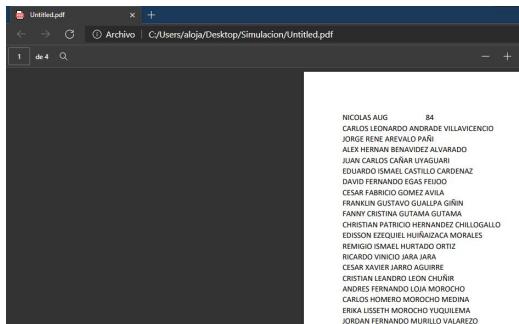 Untitled.pdf
Archivo C:/Users/aloja/Desktop/Simulacion/Untitled.pdf
1 de 4
NICOLAS AUG 84
CARLOS LEONARDO ANDRADE VILLAVICENCIO
JORGE RENE AREVALO PAÑI
ALEX HERNAN BENAVIDEZ ALVARADO
JUAN CARLOS CAÑAR UYAGUARI
EDUARDO ISMAEL CASTILLO CARDENAZ
DAVID FERNANDO EGAS FEIJOO
CESAR FABRICIO GOMEZ AVILA
FRANKLIN GUSTAVO GUALLPA GIÑIN
FANNY CRISTINA GUTAMA GUTAMA
CHRISTIAN PATRICIO HERNANDEZ CHILLOGALLO
EDISSON EZEQUIEL HUIÑAIZACA MORALES
REMIGIO ISMAEL HURTADO ORTIZ
RICARDO VINICIO JARA JARA
CESAR XAVIER JARRO AGUIRRE
CRISTIAN LEANDRO LEON CHUÑIR
ANDRES FERNANDO LOJA MOROCHO
CARLOS HOMERO MOROCHO MEDINA
ERIKA LISSETH MOROCHO YUQUILEMA
JORDAN FERNANDO MURILLO VALAREZO